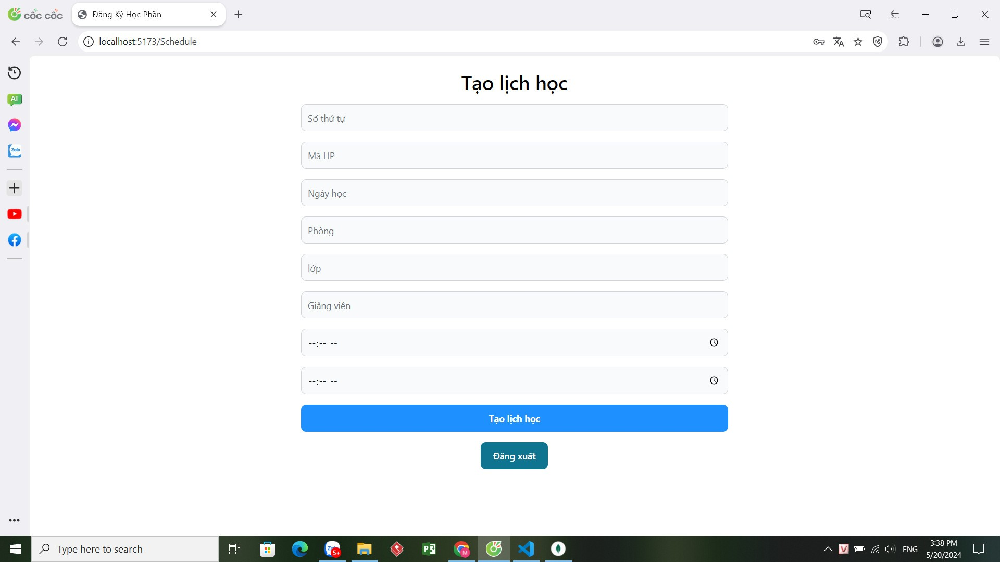 cốc cốc
Đăng Ký Học Phần
localhost:5173/Schedule
AI
Zalo
Tạo lịch học
Số thứ tự
Mã HP
Ngày học
Phòng
lớp
Giảng viên
--:-- --
--:-- --
Tạo lịch học
Đăng xuất
Type here to search
5+
M
V
ENG
3:38 PM
5/20/2024